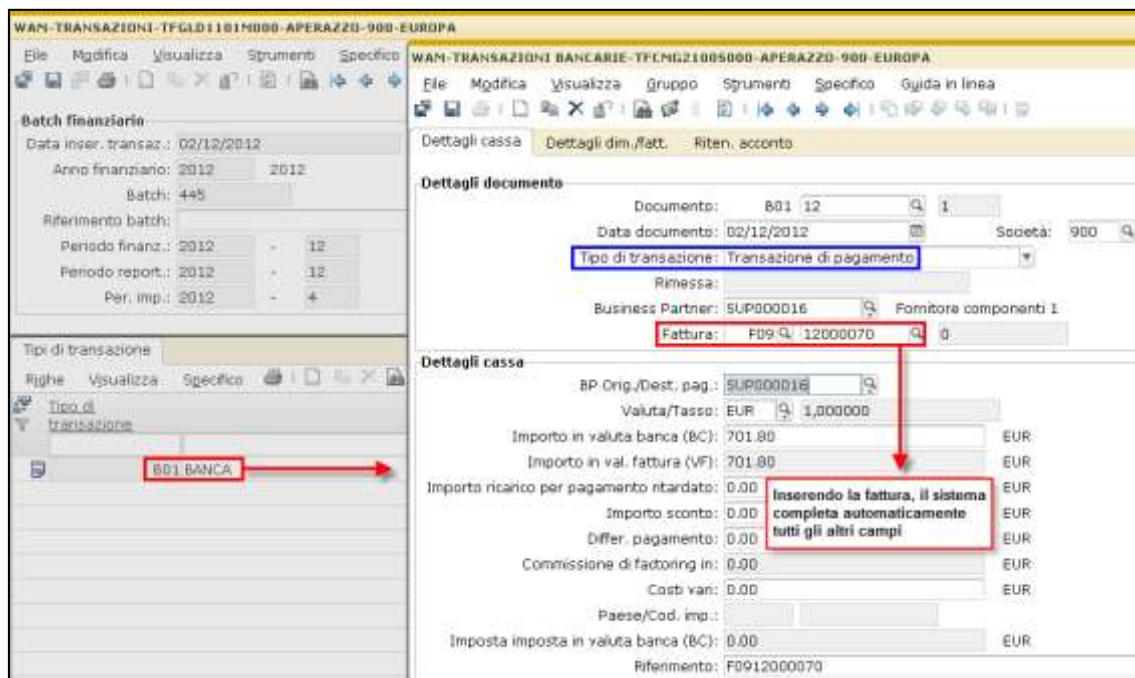 WAM-TRANSAZIONI-TFGLD1101M000-APERAZZO-900-EUROPA
File Modifica Visualizza Strumenti Specifico
Batch finanziario
Data inser. transaz.: 02/12/2012
Anno finanziario: 2012 2012
Batch: 445
Riferimento batch:
Periodo finanz.: 2012 - 12
Periodo report.: 2012 - 12
Per. imp.: 2012 - 4
Tipi di transazione
Righe Visualizza Specifico
Tipo di
transazione
B01 BANCA
WAM-TRANSAZIONI BANCARIE-TFCMG2100S000-APERAZZO-900-EUROPA
File Modifica Visualizza Gruppo Strumenti Specifico Guida in linea
Dettagli cassa Dettagli dim./fatt. Riten. acconto
Dettagli documento
Documento: B01 12 1
Data documento: 02/12/2012 Società: 900
Tipo di transazione: Transazione di pagamento
Rimessa:
Business Partner: SUP000016 Fornitore componenti 1
Fattura: F09 12000070 0
Dettagli cassa
BP Orig./Dest. pag.: SUP000016
Valuta/Tasso: EUR 1,000000
Importo in valuta banca (BC): 701.80 EUR
Importo in val. fattura (VF): 701.80 EUR
Importo ricarico per pagamento ritardato: 0.00 EUR
Importo sconto: 0.00 EUR
Differ. pagamento: 0.00 EUR
Commissione di factoring in: 0.00 EUR
Costi vari: 0.00 EUR
Paese/Cod. imp.:
Imposta imposta in valuta banca (BC): 0.00 EUR
Riferimento: F0912000070
Inserendo la fattura, il sistema
completa automaticamente
tutti gli altri campi